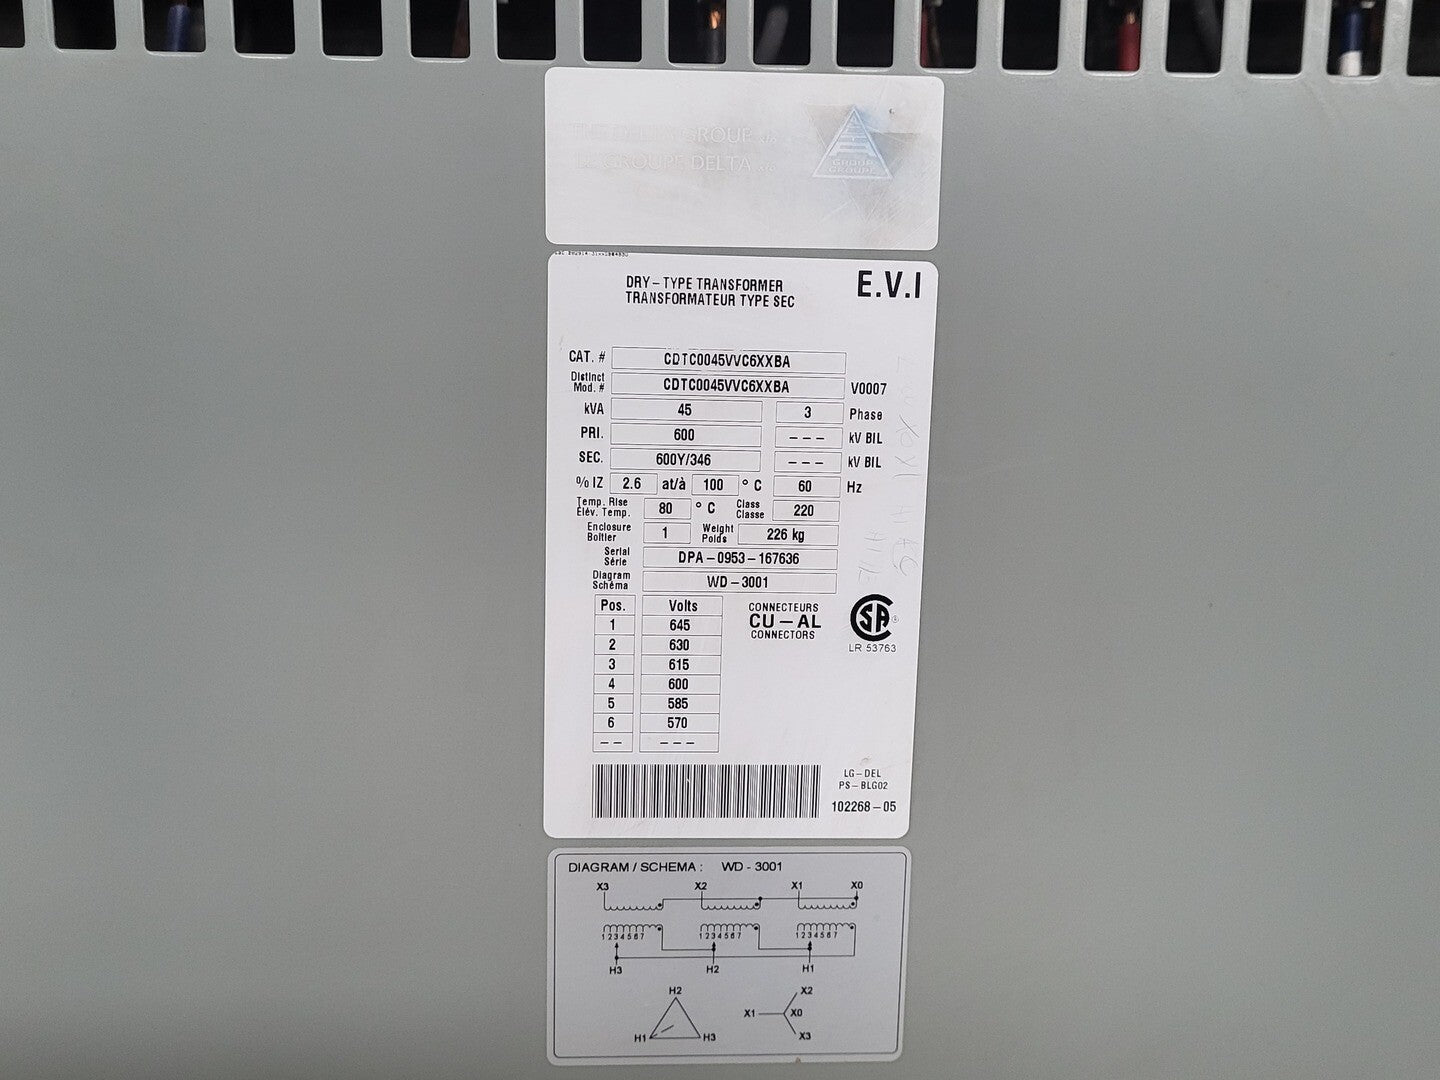 THE DELTA GROUP
LE GROUPE DELTA
GROUP
GROUPE
DRY-TYPE TRANSFORMER
TRANSFORMATEUR TYPE SEC
E.V.I
CAT. # CDTC0045VVC6XXBA
Distinct Mod. # CDTC0045VVC6XXBA V0007
kVA 45 3 Phase
PRI. 600 --- kV BIL
SEC. 600Y/346 --- kV BIL
% IZ 2.6 at/à 100 ° C 60 Hz
Temp. Rise Élév. Temp. 80 ° C Class Classe 220
Enclosure Boîtier 1 Weight Poids 226 kg
Serial Série DPA-0953-167636
Diagram Schéma WD-3001
Pos. Volts
1 645
2 630
3 615
4 600
5 585
6 570
-- ---
CONNECTEURS
CU-AL
CONNECTORS
SA ®
LR 53763
LG-DEL
PS-BLG02
102268-05
DIAGRAM / SCHEMA : WD - 3001
X3 X2 X1 X0
1234567 1234567 1234567
H3 H2 H1
H2 X2
X1 X0
H1 H3 X3